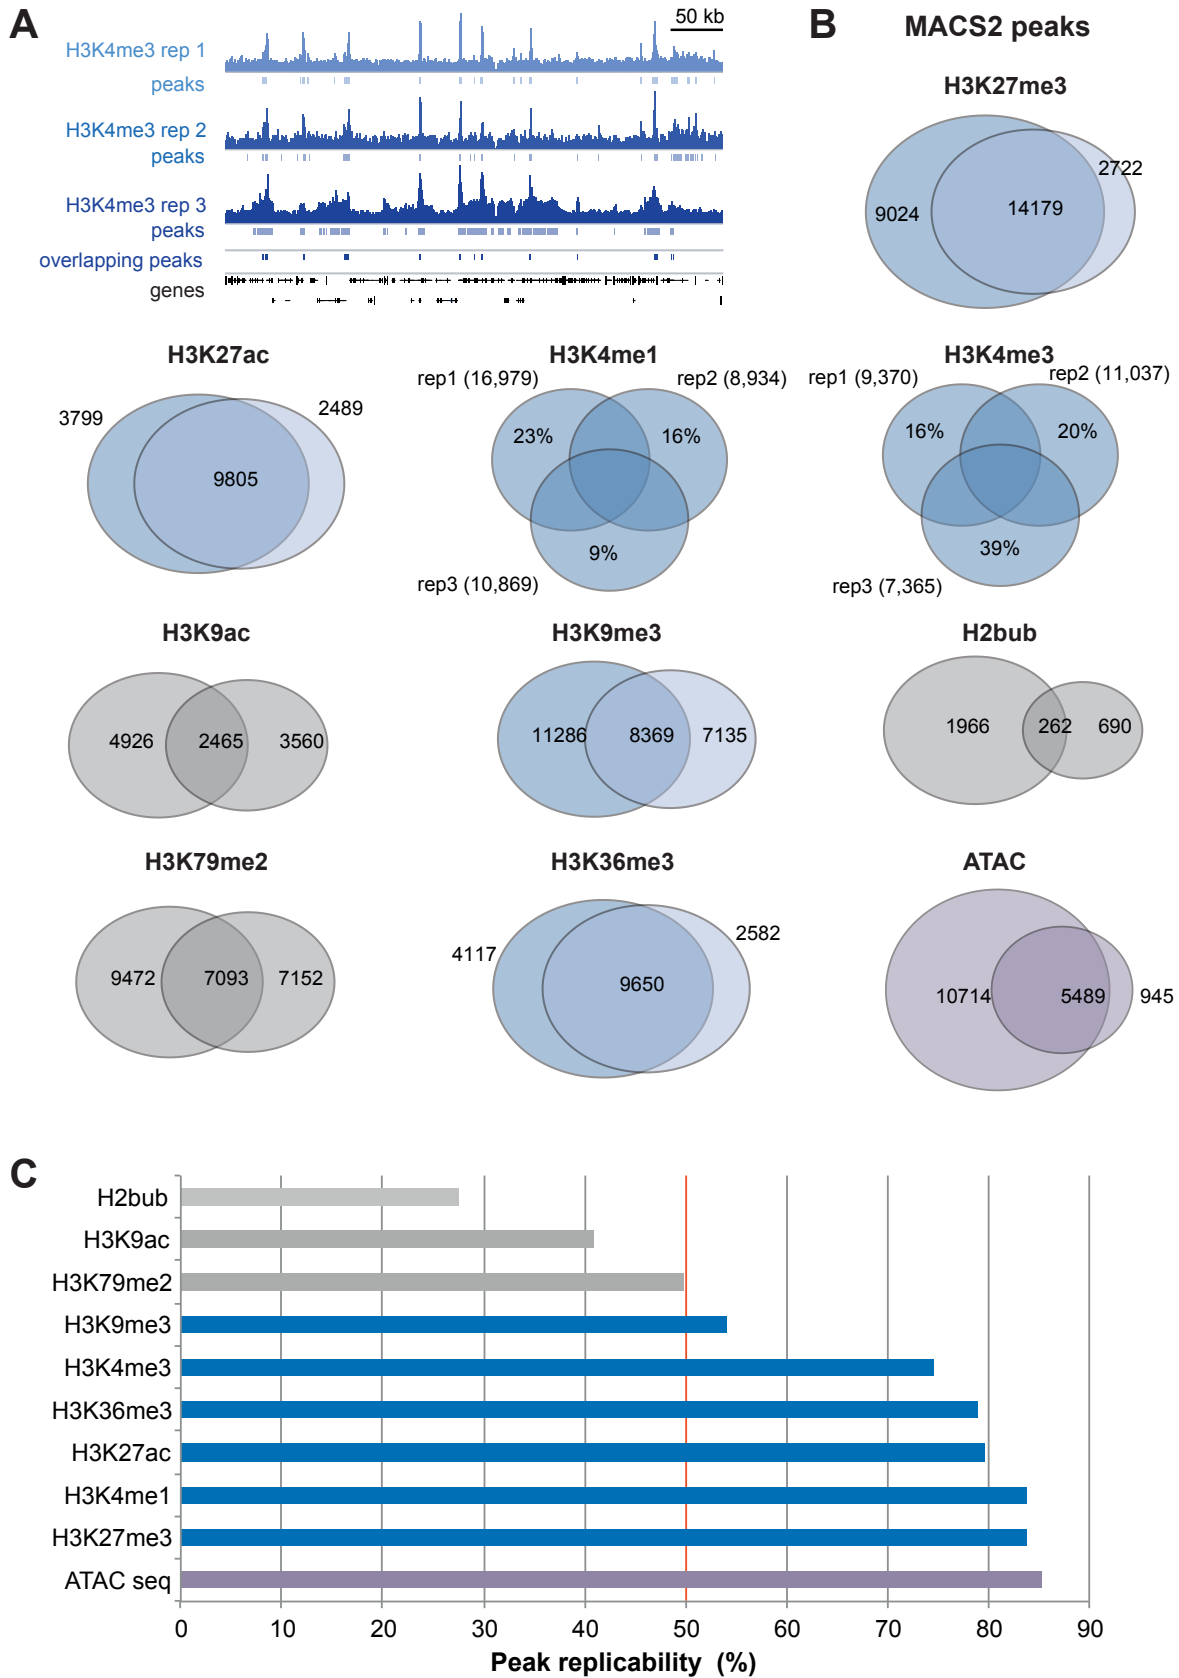 A
50 kb
H3K4me3 rep 1
peaks
H3K4me3 rep 2
peaks
H3K4me3 rep 3
peaks
overlapping peaks
genes
B
MACS2 peaks
H3K27me3
9024
14179
2722
H3K27ac
3799
9805
2489
H3K4me1
rep1 (16,979)
rep2 (8,934)
23%
16%
9%
rep3 (10,869)
H3K4me3
rep1 (9,370)
rep2 (11,037)
16%
20%
39%
rep3 (7,365)
H3K9ac
4926
2465
3560
H3K9me3
11286
8369
7135
H2bub
1966
262
690
H3K79me2
9472
7093
7152
H3K36me3
4117
9650
2582
ATAC
10714
5489
945
C
H2bub
H3K9ac
H3K79me2
H3K9me3
H3K4me3
H3K36me3
H3K27ac
H3K4me1
H3K27me3
ATAC seq
0 10 20 30 40 50 60 70 80 90
Peak replicability (%)